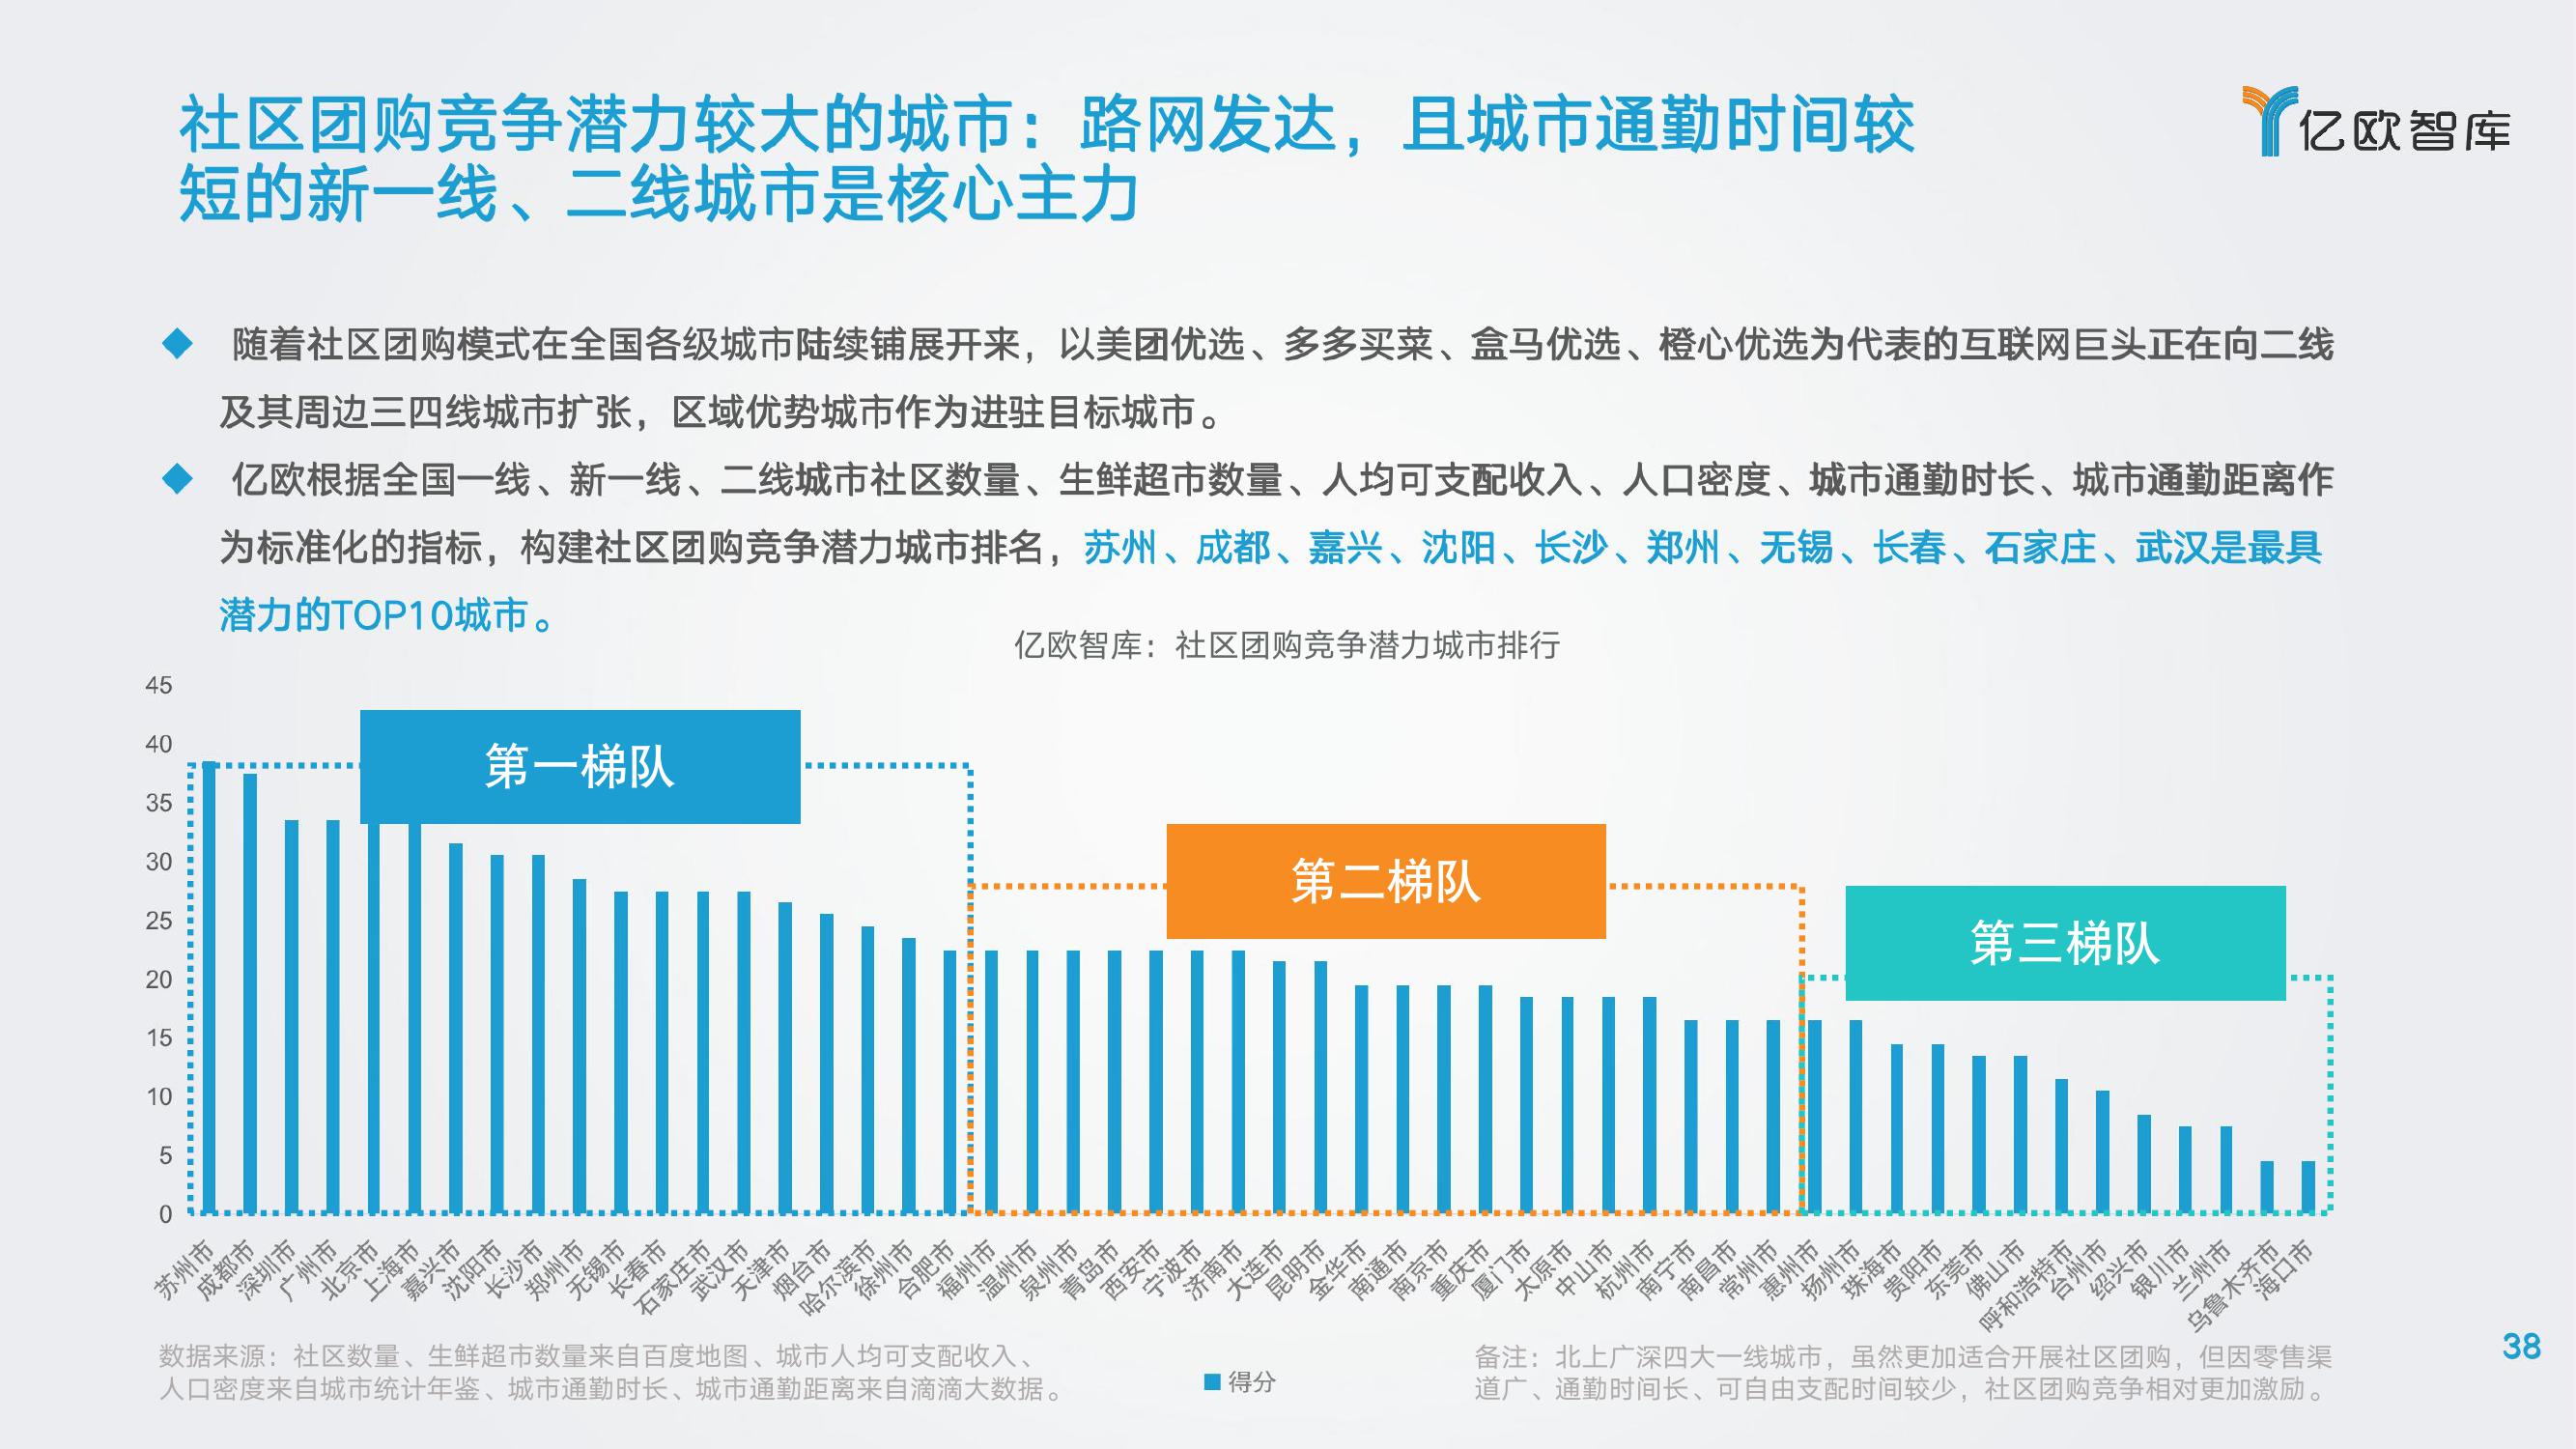 社区团购竞争潜力较大的城市：路网发达，且城市通勤时间较
短的新一线、二线城市是核心主力
亿欧智库
随着社区团购模式在全国各级城市陆续铺展开来，以美团优选、多多买菜、盒马优选、橙心优选为代表的互联网巨头正在向二线
及其周边三四线城市扩张，区域优势城市作为进驻目标城市。
亿欧根据全国一线、新一线、二线城市社区数量、生鲜超市数量、人均可支配收入、人口密度、城市通勤时长、城市通勤距离作
为标准化的指标，构建社区团购竞争潜力城市排名，苏州、成都、嘉兴、沈阳、长沙、郑州、无锡、长春、石家庄、武汉是最具
潜力的TOP10城市。
亿欧智库：社区团购竞争潜力城市排行
45
40
35
30
25
20
15
10
5
0
第一梯队
第二梯队
第三梯队
苏州市
成都市
深圳市
广州市
北京市
上海市
嘉兴市
沈阳市
长沙市
郑州市
无锡市
长春市
石家庄市
武汉市
天津市
烟台市
哈尔滨市
徐州市
合肥市
福州市
温州市
泉州市
青岛市
西安市
宁波市
济南市
大连市
昆明市
金华市
南通市
南京市
重庆市
厦门市
太原市
中山市
杭州市
南宁市
南昌市
常州市
惠州市
扬州市
珠海市
贵阳市
东莞市
佛山市
呼和浩特市
台州市
绍兴市
银川市
兰州市
乌鲁木齐市
海口市
数据来源：社区数量、生鲜超市数量来自百度地图、城市人均可支配收入、
人口密度来自城市统计年鉴、城市通勤时长、城市通勤距离来自滴滴大数据。
得分
备注：北上广深四大一线城市，虽然更加适合开展社区团购，但因零售渠
道广、通勤时间长、可自由支配时间较少，社区团购竞争相对更加激励。
38